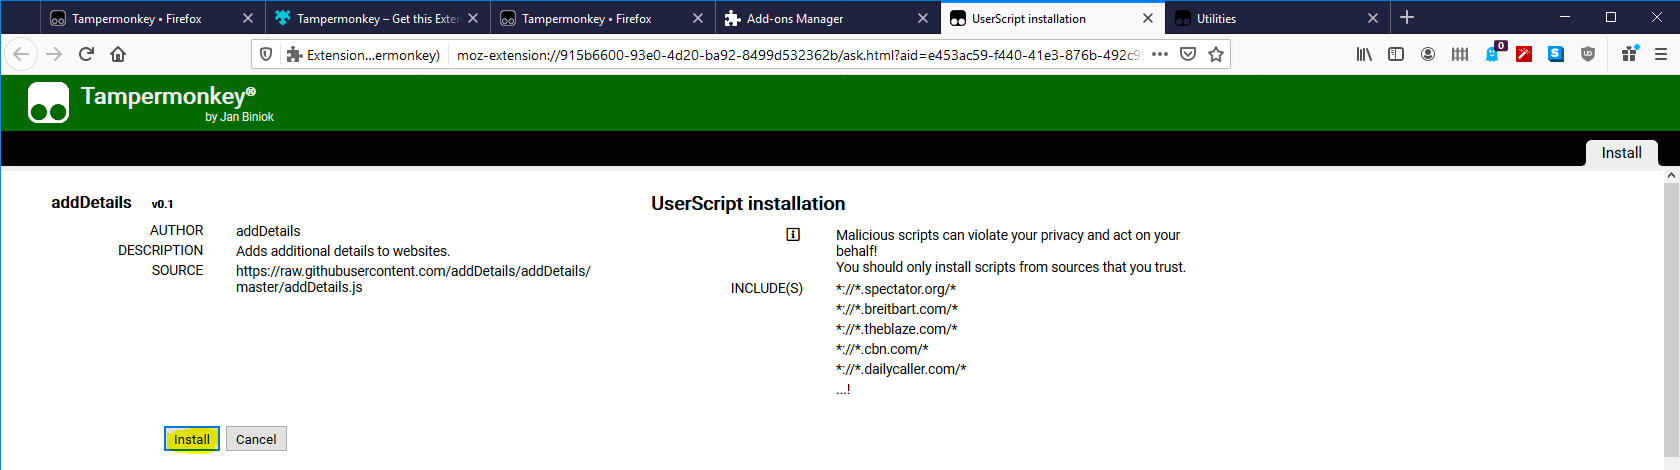 Tampermonkey • Firefox
Tampermonkey – Get this Exten
Tampermonkey • Firefox
Add-ons Manager
UserScript installation
Utilities
Extension...ermonkey)
moz-extension://915b6600-93e0-4d20-ba92-8499d532362b/ask.html?aid=e453ac59-f440-41e3-876b-492c9
0
S
Tampermonkey®
by Jan Biniok
Install
addDetails v0.1
AUTHOR addDetails
DESCRIPTION Adds additional details to websites.
SOURCE https://raw.githubusercontent.com/addDetails/addDetails/
master/addDetails.js
UserScript installation
Malicious scripts can violate your privacy and act on your
behalf!
You should only install scripts from sources that you trust.
INCLUDE(S) *://*.spectator.org/*
*://*.breitbart.com/*
*://*.theblaze.com/*
*://*.cbn.com/*
*://*.dailycaller.com/*
...!
Install Cancel